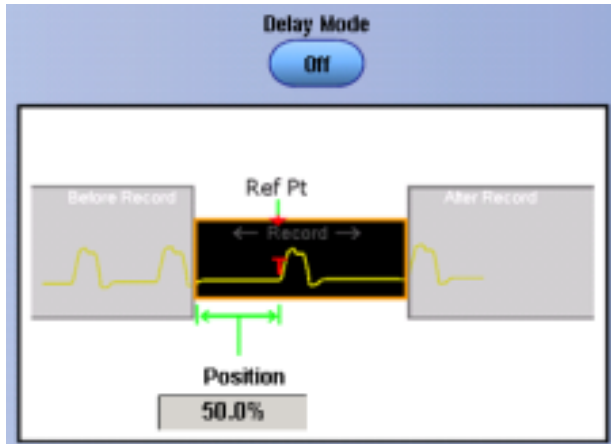 Delay Mode
Off
Before Record
Ref Pt
After Record
← Record →
T
Position
50.0%